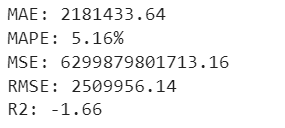 MAE: 2181433.64
MAPE: 5.16%
MSE: 6299879801713.16
RMSE: 2509956.14
R2: -1.66